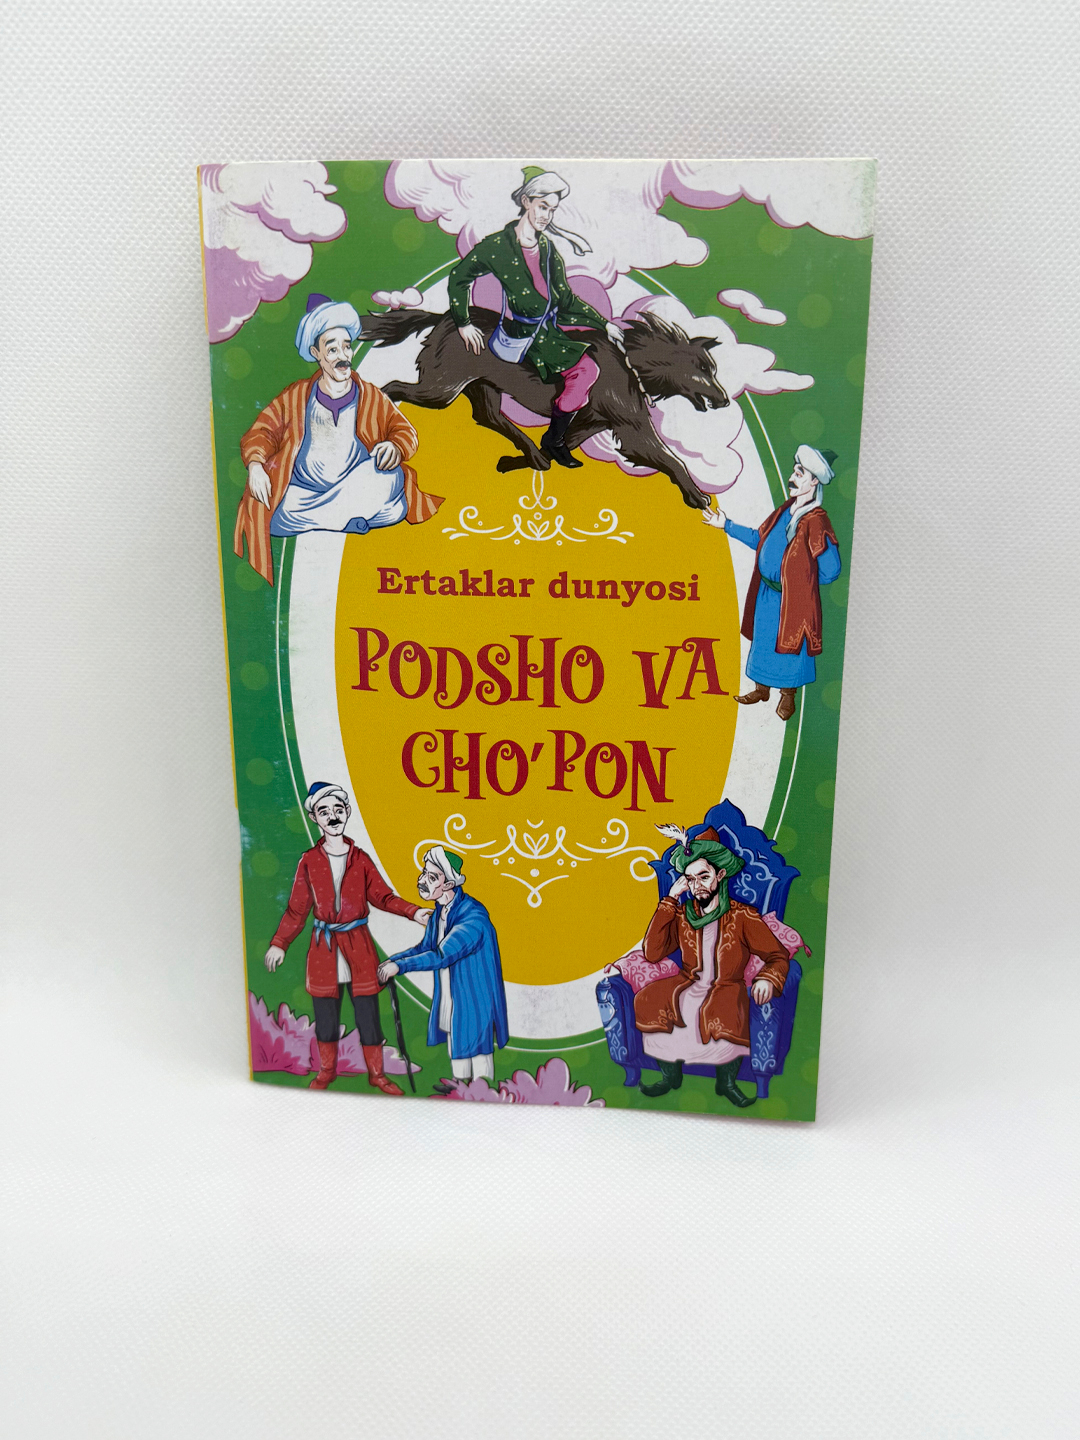 Ertaklar dunyosi
PODSHO VA
CHO'PON